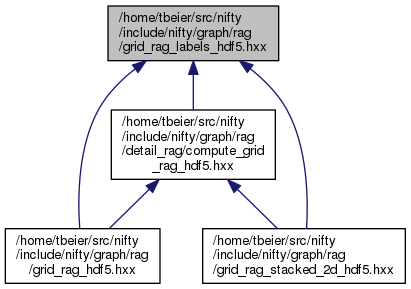 /home/tbeier/src/nifty
/include/nifty/graph/rag
/grid_rag_labels_hdf5.hxx
/home/tbeier/src/nifty
/include/nifty/graph/rag
/detail_rag/compute_grid
_rag_hdf5.hxx
/home/tbeier/src/nifty
/include/nifty/graph/rag
/grid_rag_hdf5.hxx
/home/tbeier/src/nifty
/include/nifty/graph/rag
/grid_rag_stacked_2d_hdf5.hxx